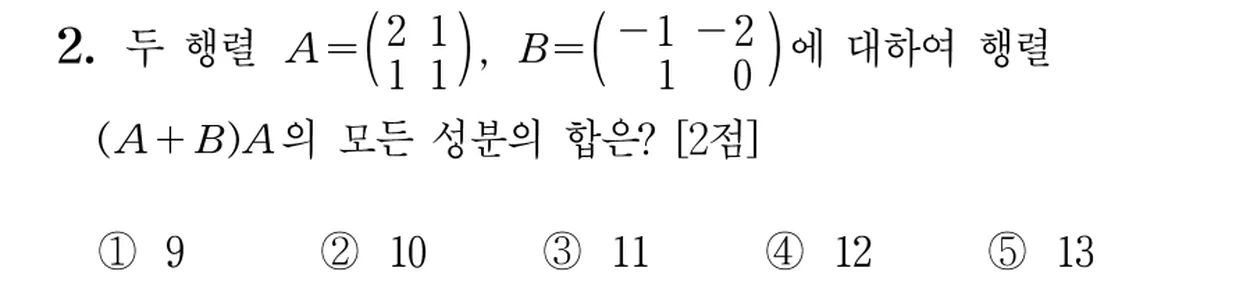 2. 두 행렬 A=(2 1; 1 1), B=(−1 −2; 1 0)에 대하여 행렬
(A+B)A의 모든 성분의 합은? [2점]
① 9 ② 10 ③ 11 ④ 12 ⑤ 13